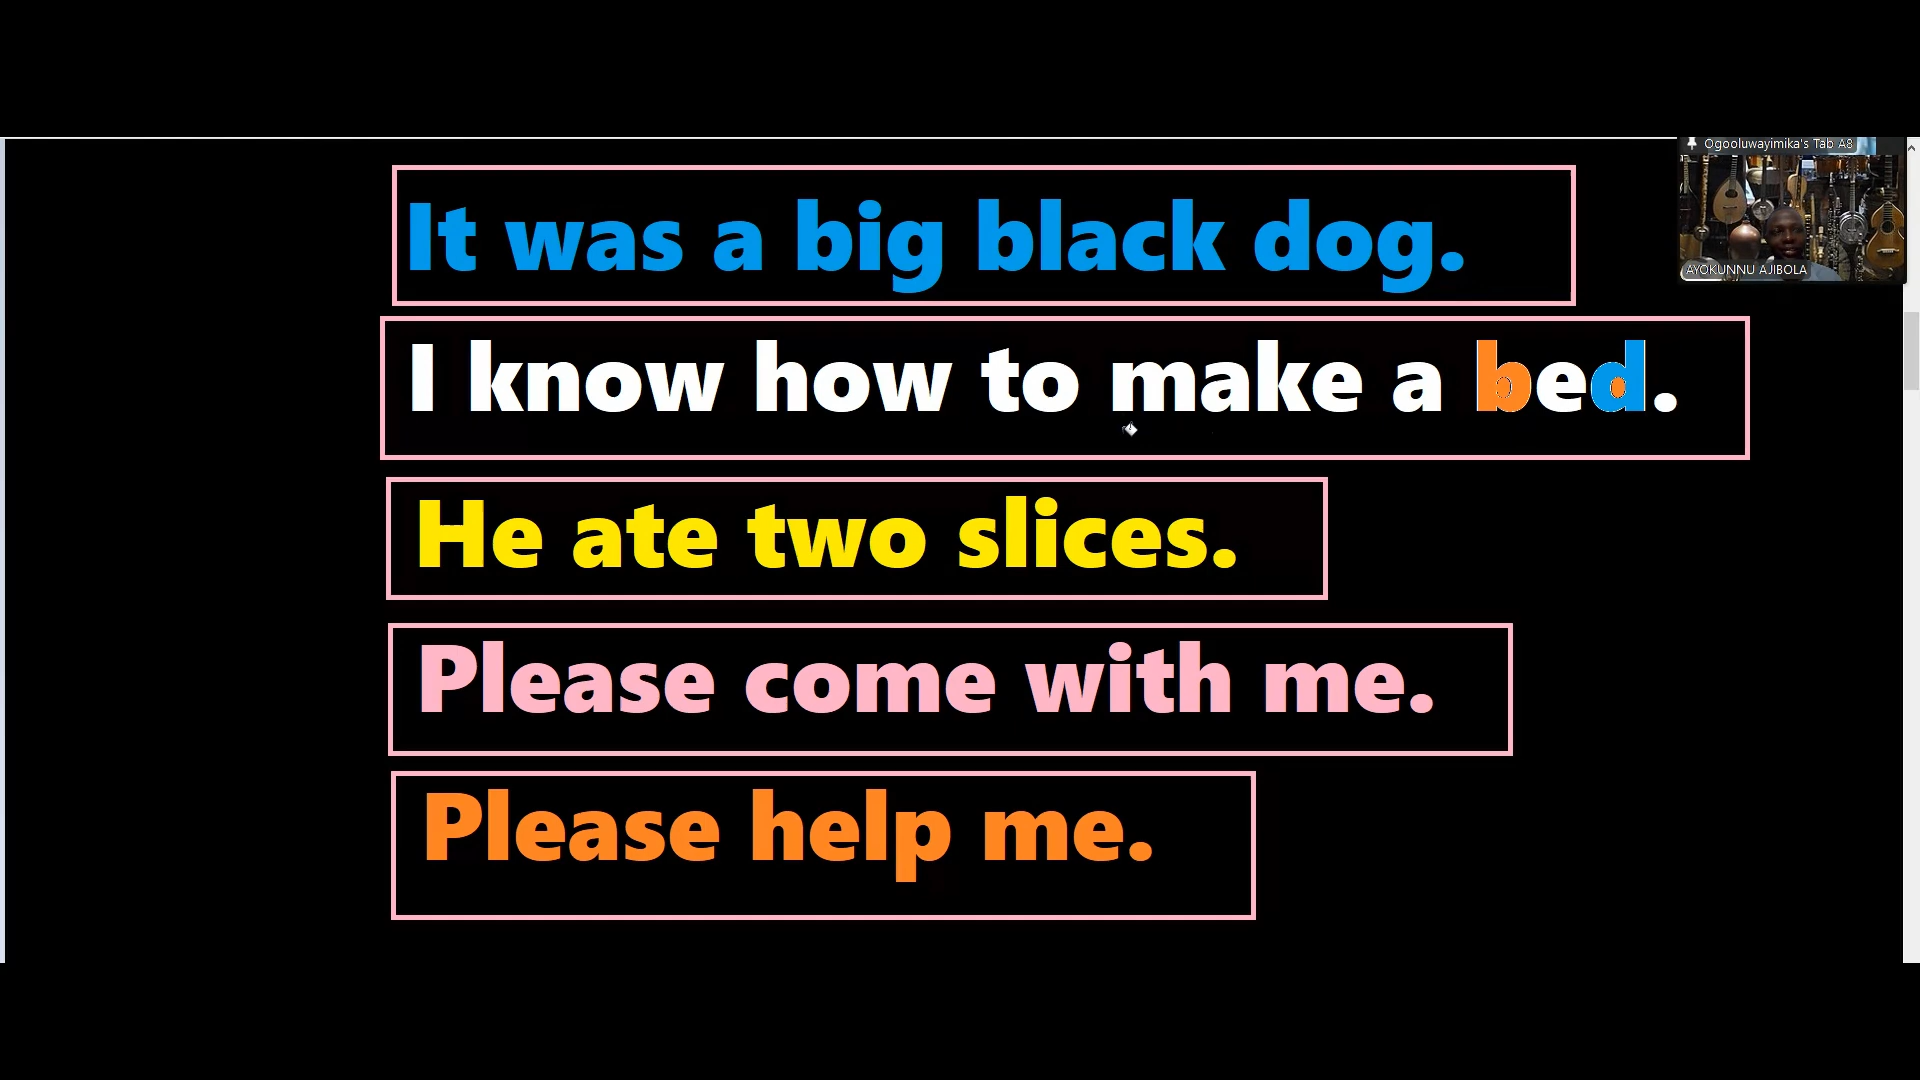 Ogooluwayimika's Tab A8
It was a big black dog.
AYOKUNNU AJIBOLA
I know how to make a bed.
He ate two slices.
Please come with me.
Please help me.